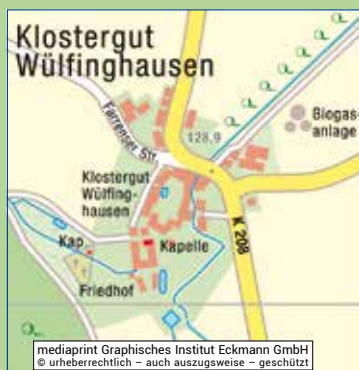 Klostergut
Wülfinghausen
Biogas-
anlage
Farrenser Str.
128,9
Klostergut
Wülfing-
hausen
K 208
Kap
Kapelle
Friedhof
mediaprint Graphisches Institut Eckmann GmbH
© urheberrechtlich – auch auszugsweise – geschützt